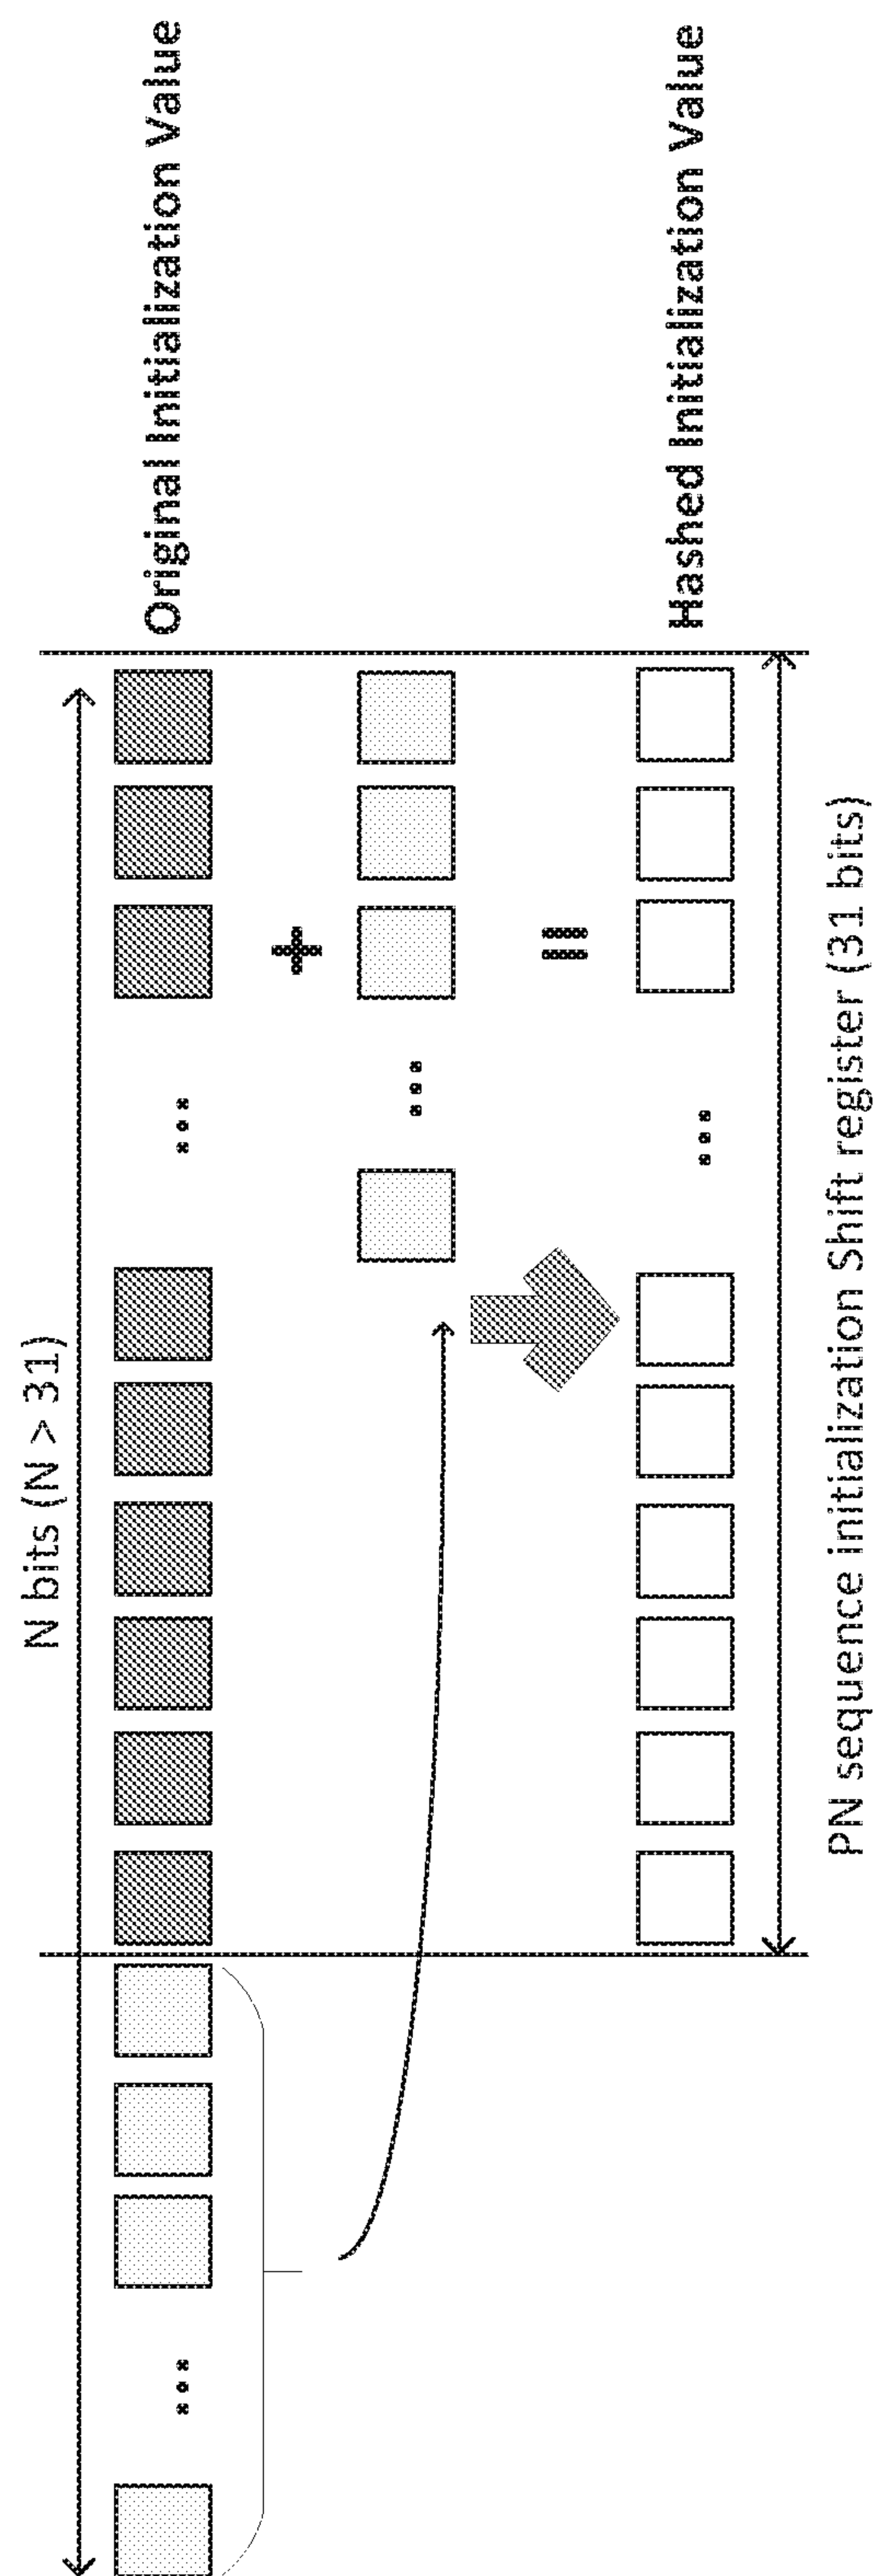 N bits (N > 31)
Original Initialization Value
+
...
...
...
=
Hashed Initialization Value
...
PN sequence initialization Shift register (31 bits)